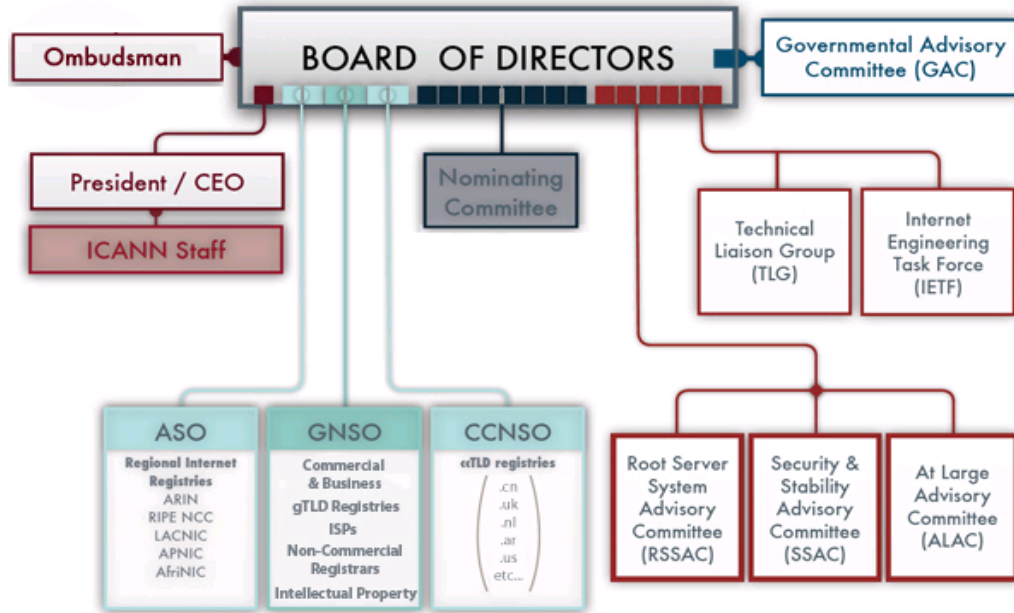 BOARD OF DIRECTORS
Ombudsman
Governmental Advisory
Committee (GAC)
President / CEO
ICANN Staff
Nominating
Committee
Technical
Liaison Group
(TLG)
Internet
Engineering
Task Force
(IETF)
ASO
Regional Internet
Registries
ARIN
RIPE NCC
LACNIC
APNIC
AfriNIC
GNSO
Commercial
& Business
gTLD Registries
ISPs
Non-Commercial
Registrars
Intellectual Property
CCNSO
ccTLD registries
.cn
.uk
.nl
.ar
.us
etc...
Root Server
System
Advisory
Committee
(RSSAC)
Security &
Stability
Advisory
Committee
(SSAC)
At Large
Advisory
Committee
(ALAC)